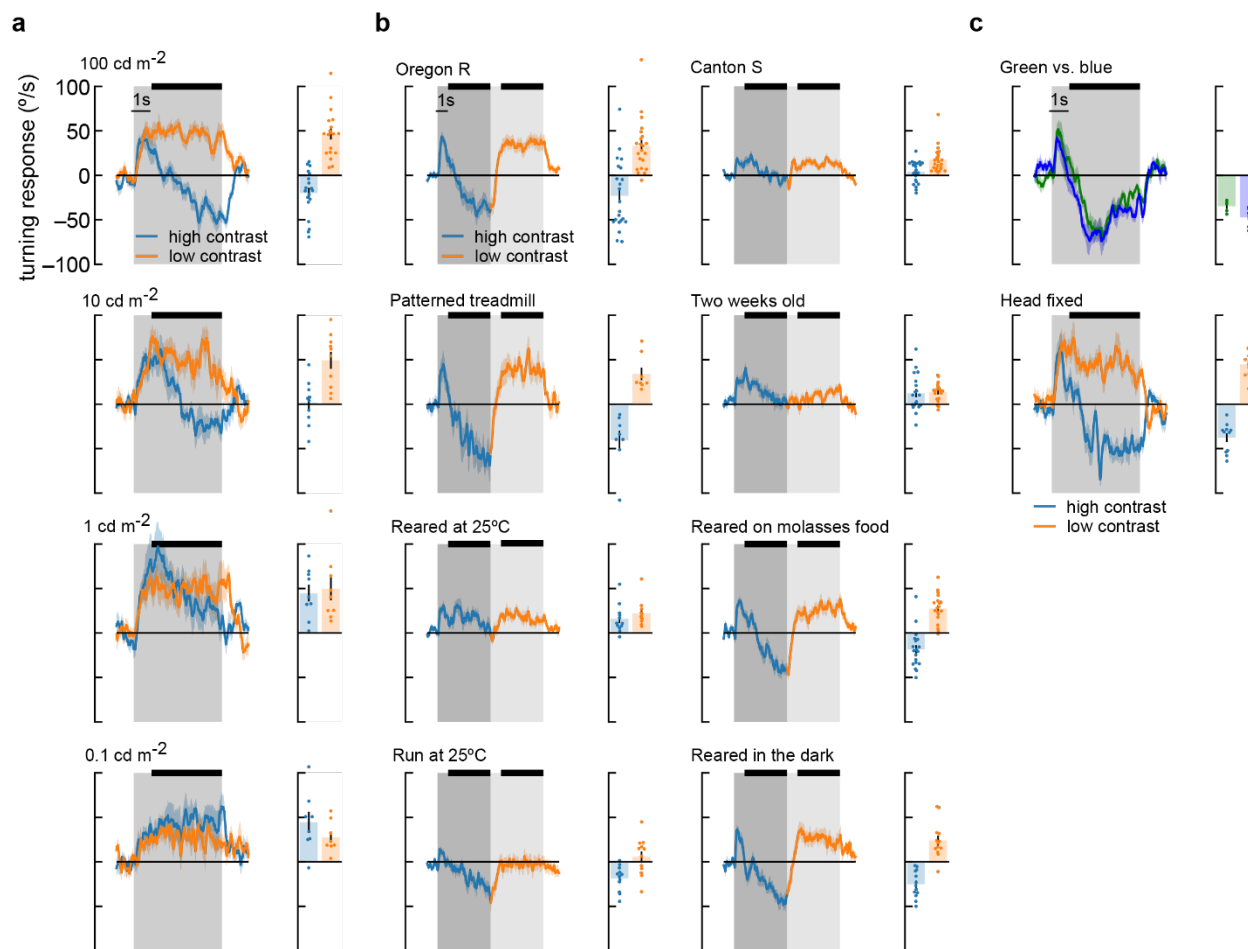 a
b
c
100 cd m-2
Oregon R
Canton S
Green vs. blue
turning response (º/s)
100
50
0
−50
−100
1s
1s
1s
high contrast
low contrast
high contrast
low contrast
10 cd m-2
Patterned treadmill
Two weeks old
Head fixed
high contrast
low contrast
1 cd m-2
Reared at 25ºC
Reared on molasses food
0.1 cd m-2
Run at 25ºC
Reared in the dark